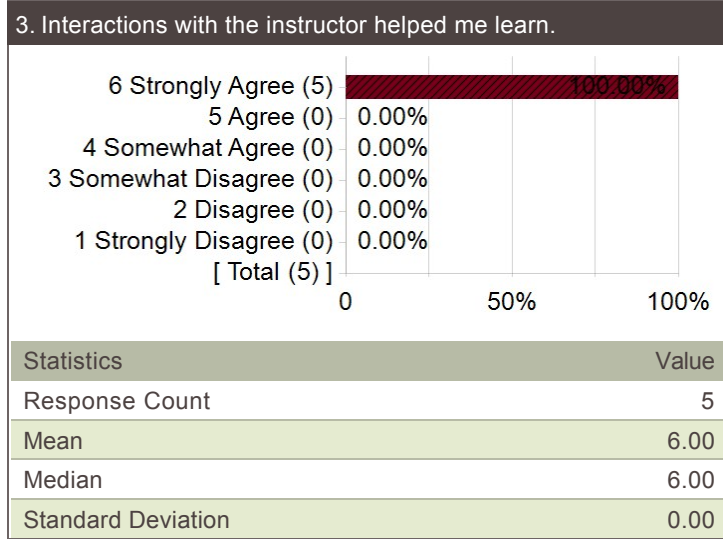 3. Interactions with the instructor helped me learn.
6 Strongly Agree (5) 100.00%
5 Agree (0) 0.00%
4 Somewhat Agree (0) 0.00%
3 Somewhat Disagree (0) 0.00%
2 Disagree (0) 0.00%
1 Strongly Disagree (0) 0.00%
[ Total (5) ]
0 50% 100%
Statistics Value
Response Count 5
Mean 6.00
Median 6.00
Standard Deviation 0.00